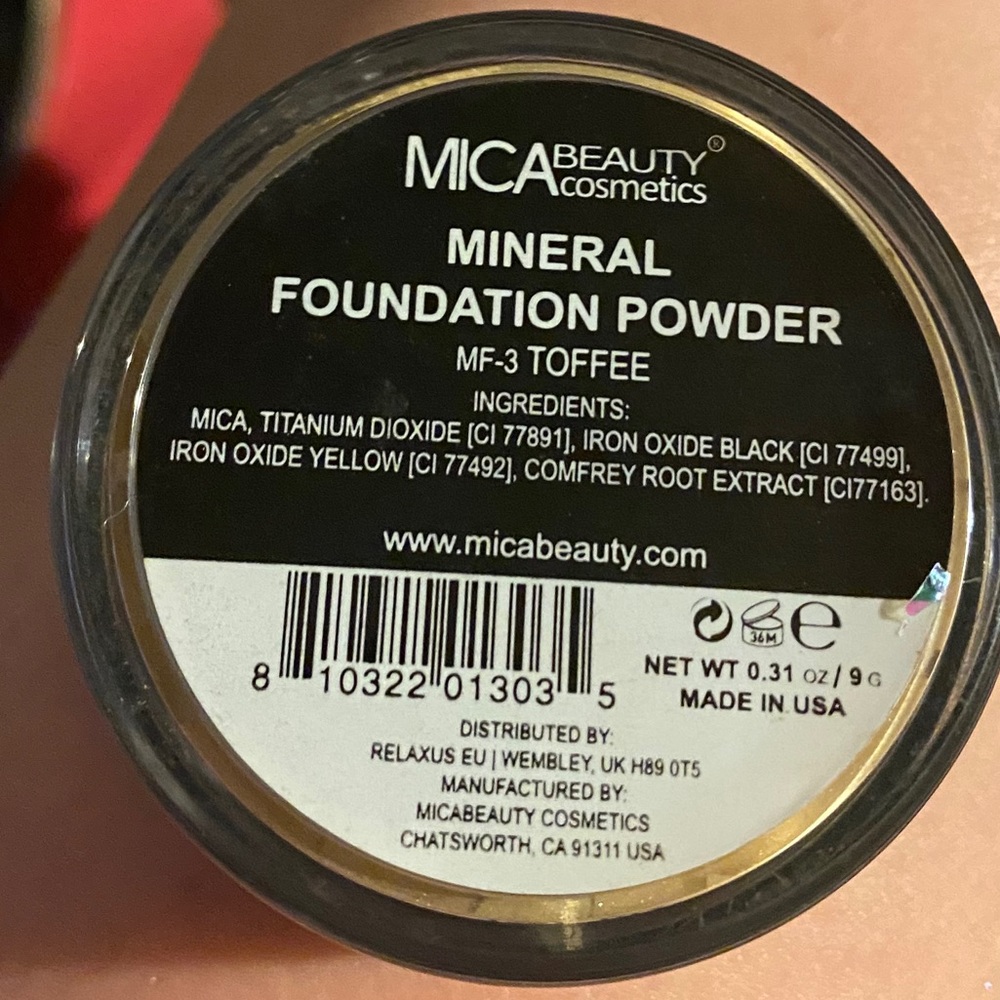 MICABEAUTY®
cosmetics
MINERAL
FOUNDATION POWDER
MF-3 TOFFEE
INGREDIENTS:
MICA, TITANIUM DIOXIDE [CI 77891], IRON OXIDE BLACK [CI 77499],
IRON OXIDE YELLOW [CI 77492], COMFREY ROOT EXTRACT [CI77163].
www.micabeauty.com
8 10322 01303 5
36M
e
NET WT 0.31 OZ / 9 G
MADE IN USA
DISTRIBUTED BY:
RELAXUS EU | WEMBLEY, UK H89 0T5
MANUFACTURED BY:
MICABEAUTY COSMETICS
CHATSWORTH, CA 91311 USA